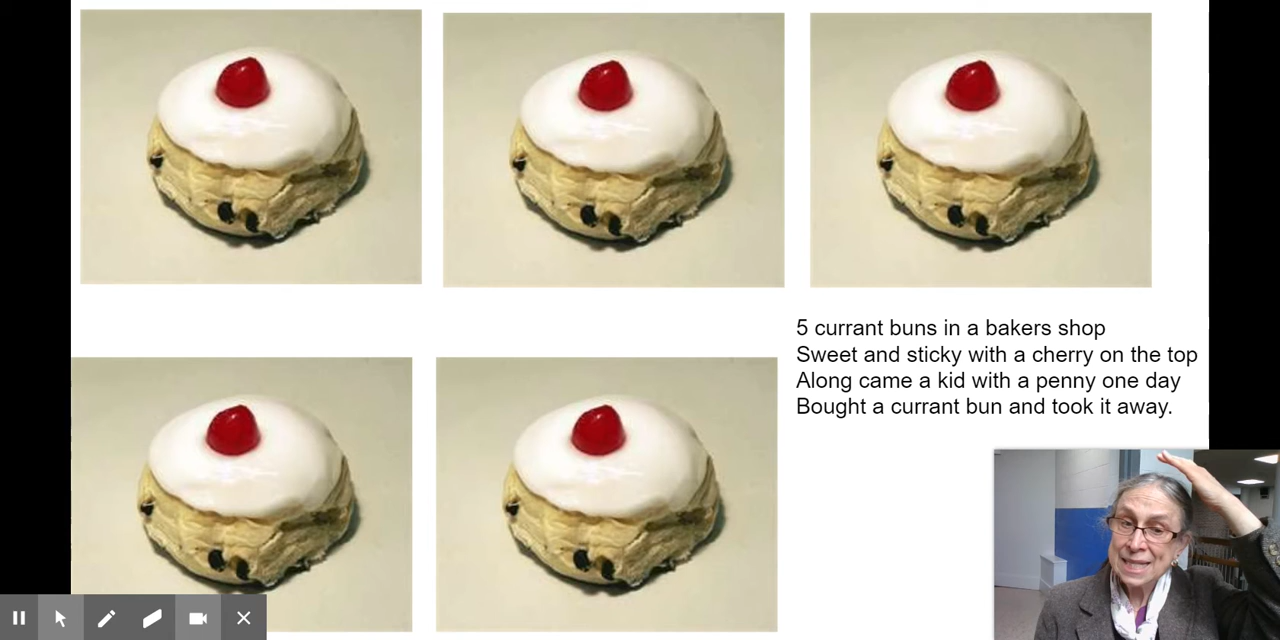 5 currant buns in a bakers shop
Sweet and sticky with a cherry on the top
Along came a kid with a penny one day
Bought a currant bun and took it away.